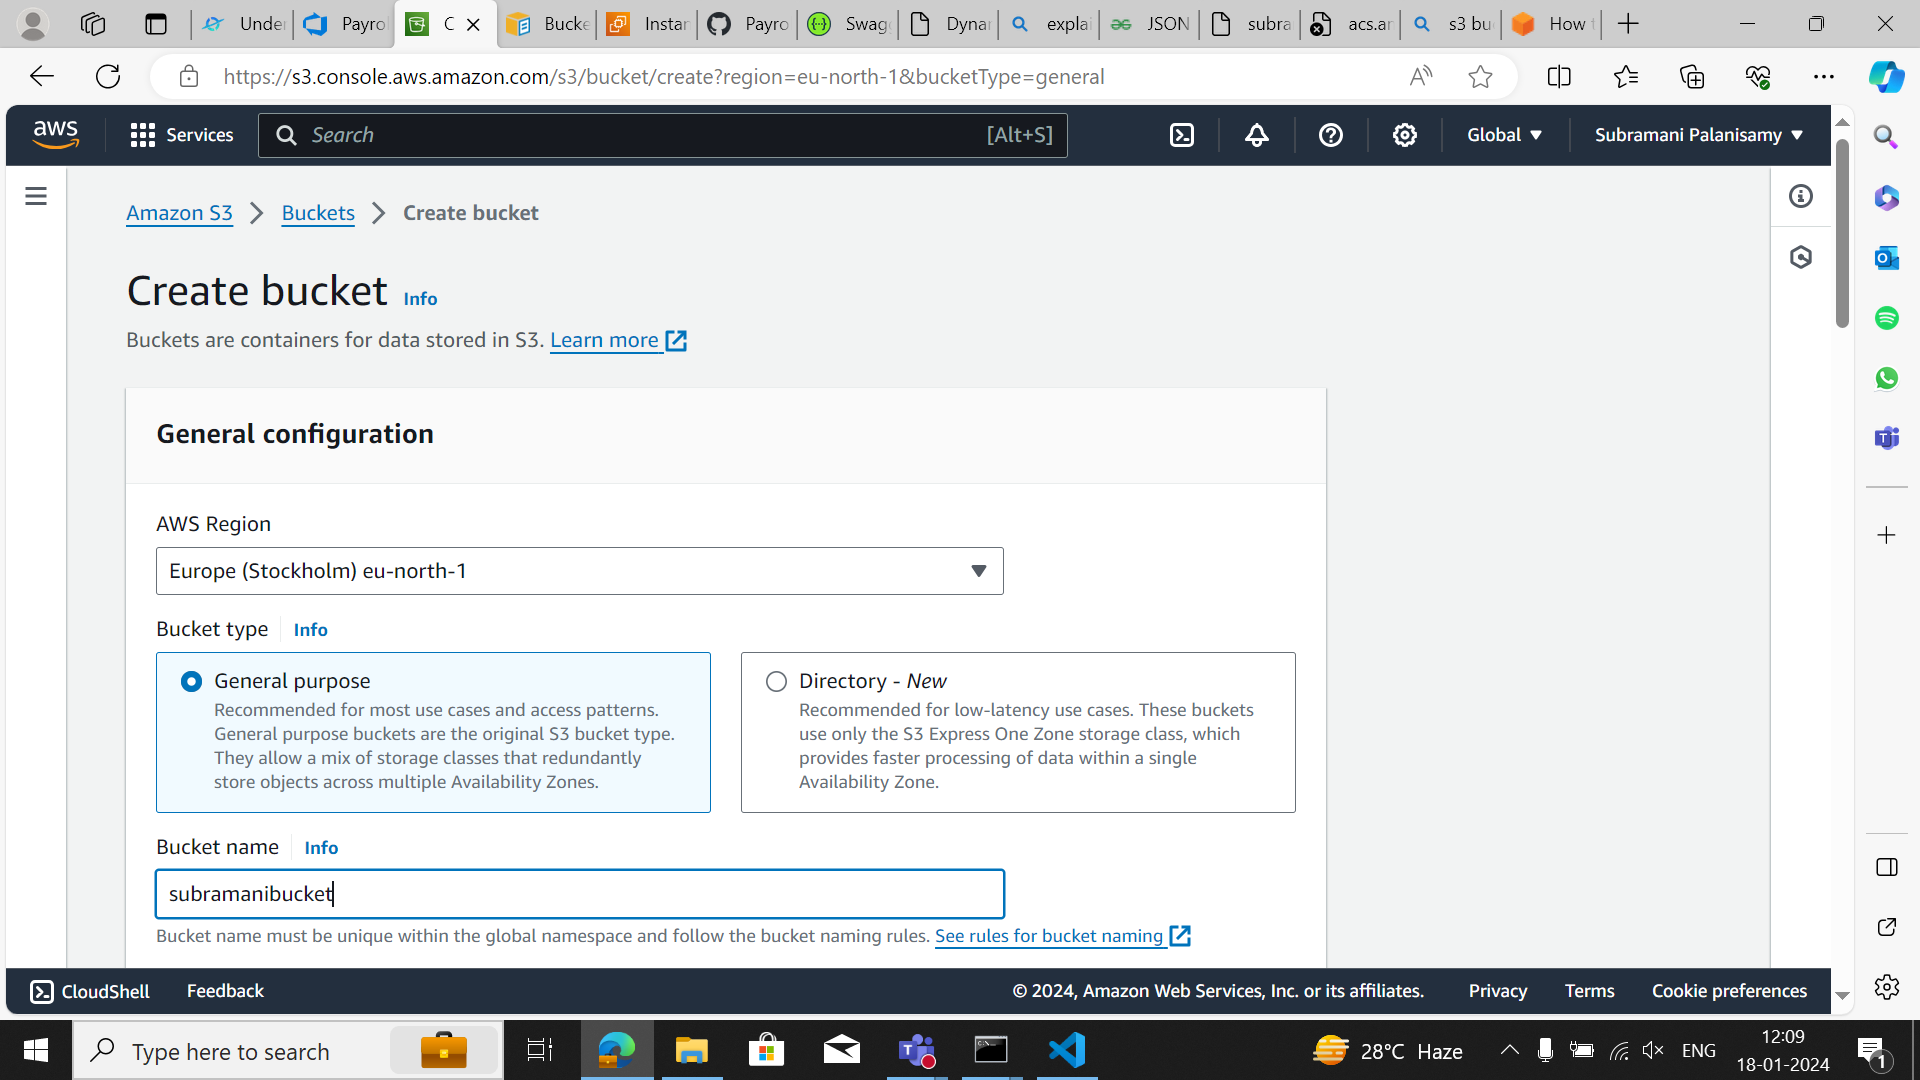 Under
Payrol
C
Bucke
Instan
Payro
Swagg
Dynan
explai
JSON
subra
acs.am
s3 bu
How t
https://s3.console.aws.amazon.com/s3/bucket/create?region=eu-north-1&bucketType=general
aws
Services
Search
[Alt+S]
Global
Subramani Palanisamy
Amazon S3
Buckets
Create bucket
Create bucket
Info
Buckets are containers for data stored in S3. Learn more
General configuration
AWS Region
Europe (Stockholm) eu-north-1
Bucket type
Info
General purpose
Recommended for most use cases and access patterns.
General purpose buckets are the original S3 bucket type.
They allow a mix of storage classes that redundantly
store objects across multiple Availability Zones.
Directory - New
Recommended for low-latency use cases. These buckets
use only the S3 Express One Zone storage class, which
provides faster processing of data within a single
Availability Zone.
Bucket name
Info
subramanibucket
Bucket name must be unique within the global namespace and follow the bucket naming rules. See rules for bucket naming
CloudShell
Feedback
© 2024, Amazon Web Services, Inc. or its affiliates.
Privacy
Terms
Cookie preferences
Type here to search
28°C Haze
ENG
12:09
18-01-2024
1